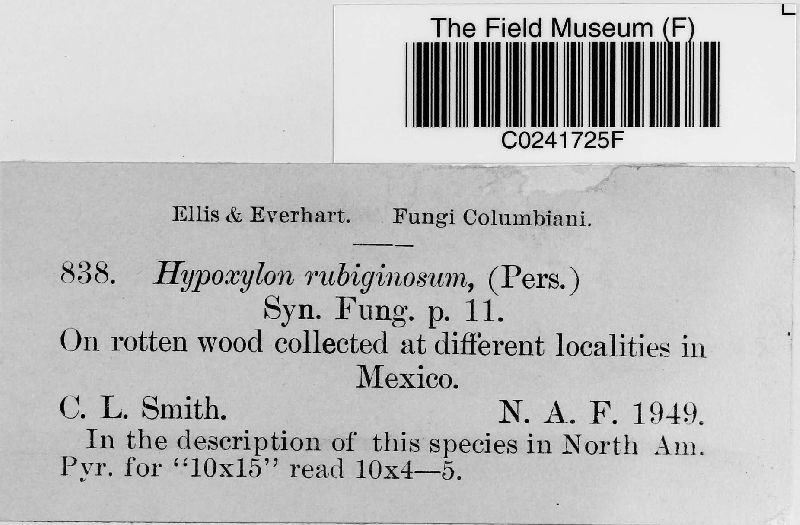 The Field Museum (F)
C0241725F
Ellis & Everhart. Fungi Columbiani.
838. Hypoxylon rubiginosum, (Pers.)
Syn. Fung. p. 11.
On rotten wood collected at different localities in
Mexico.
C. L. Smith. N. A. F. 1949.
In the description of this species in North Am.
Pyr. for “10x15” read 10x4—5.